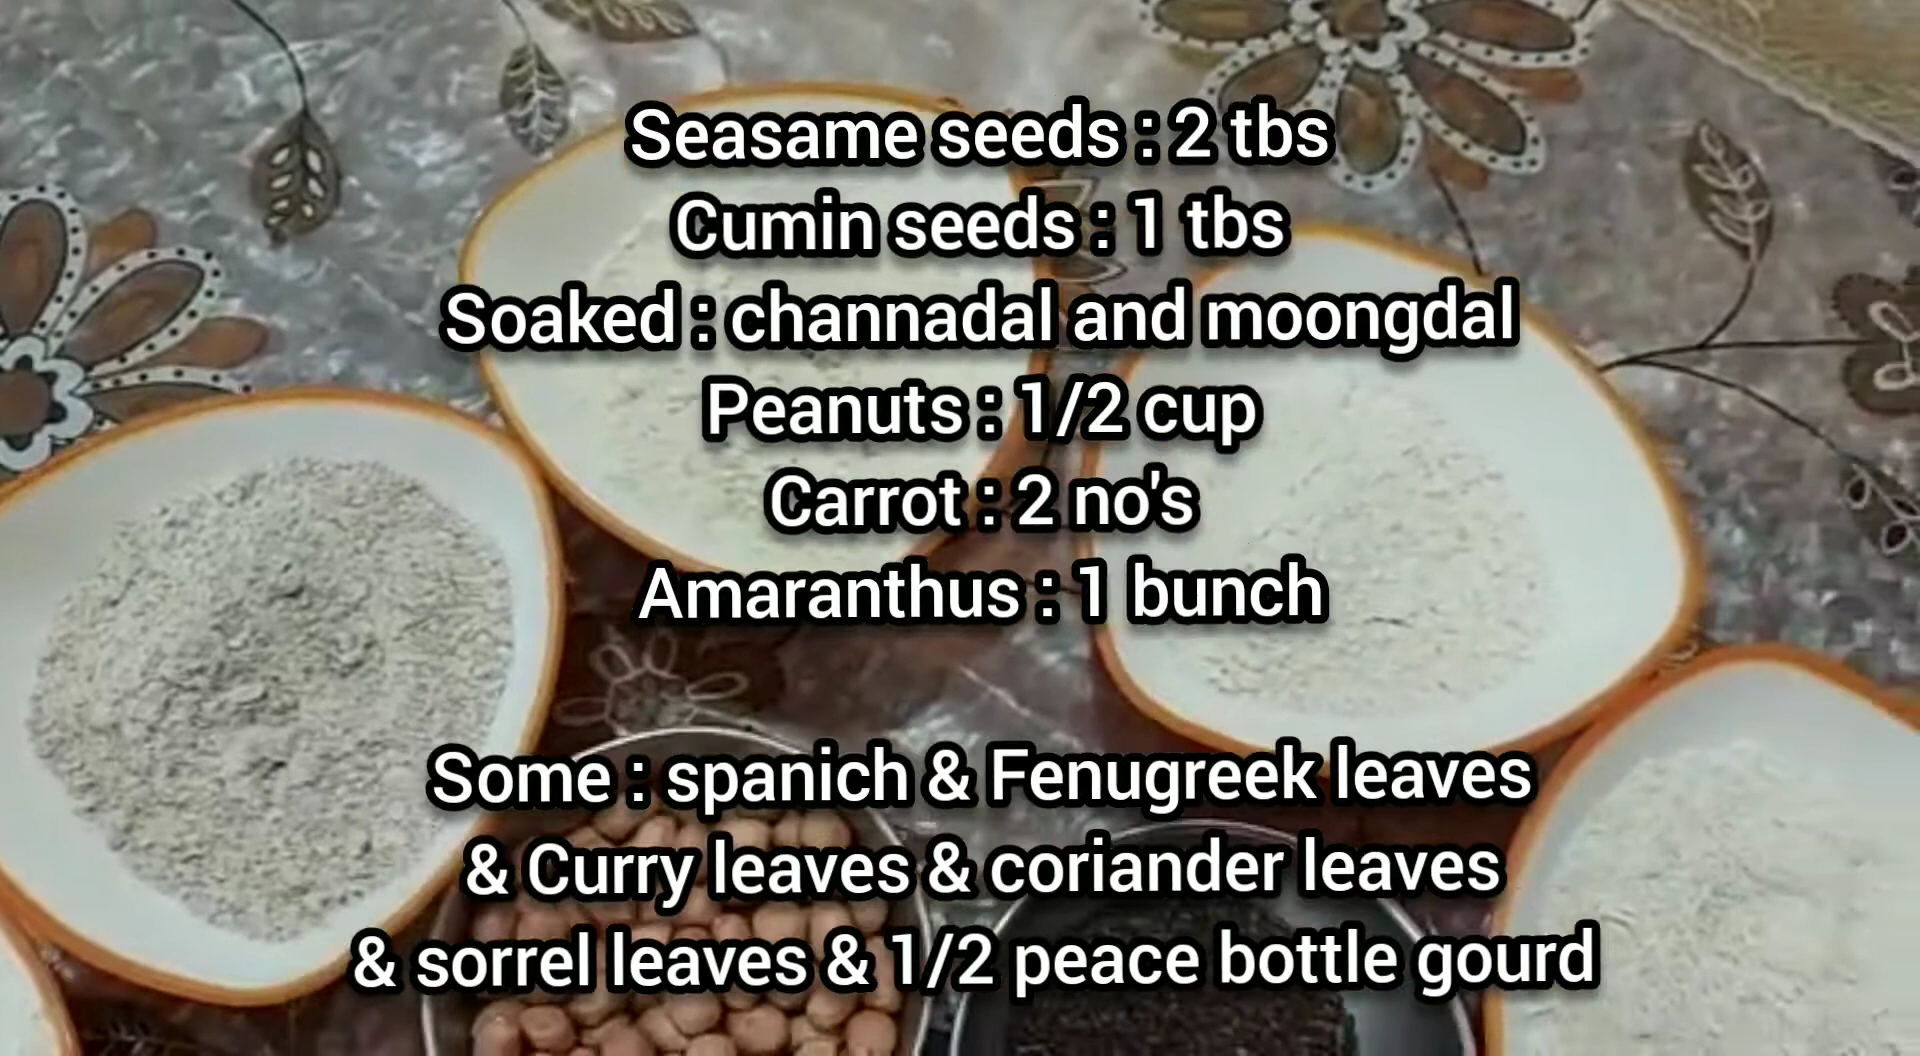 Seasame seeds : 2 tbs
Cumin seeds : 1 tbs
Soaked : channadal and moongdal
Peanuts : 1/2 cup
Carrot : 2 no's
Amaranthus : 1 bunch
Some : spanich & Fenugreek leaves
& Curry leaves & coriander leaves
& sorrel leaves & 1/2 peace bottle gourd